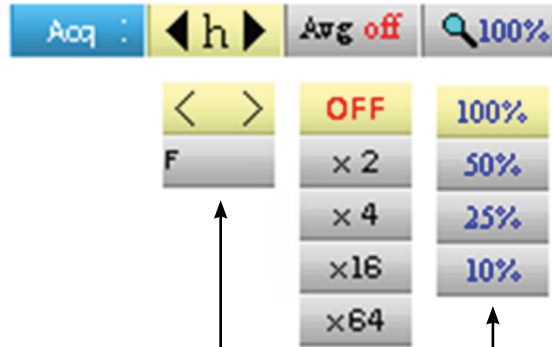 Acq : ◀ h ▶ Avg off 100%
< > OFF 100%
F × 2 50%
× 4 25%
×16 10%
×64